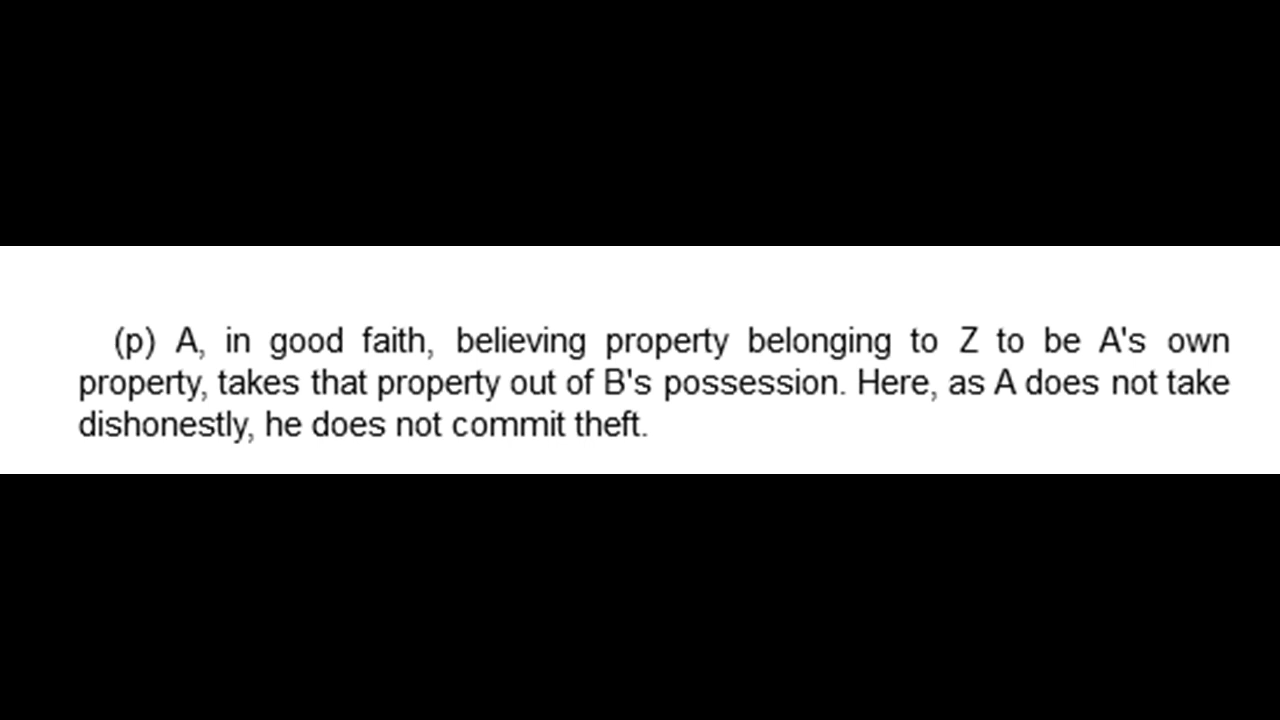 (p) A, in good faith, believing property belonging to Z to be A's own
property, takes that property out of B's possession. Here, as A does not take
dishonestly, he does not commit theft.